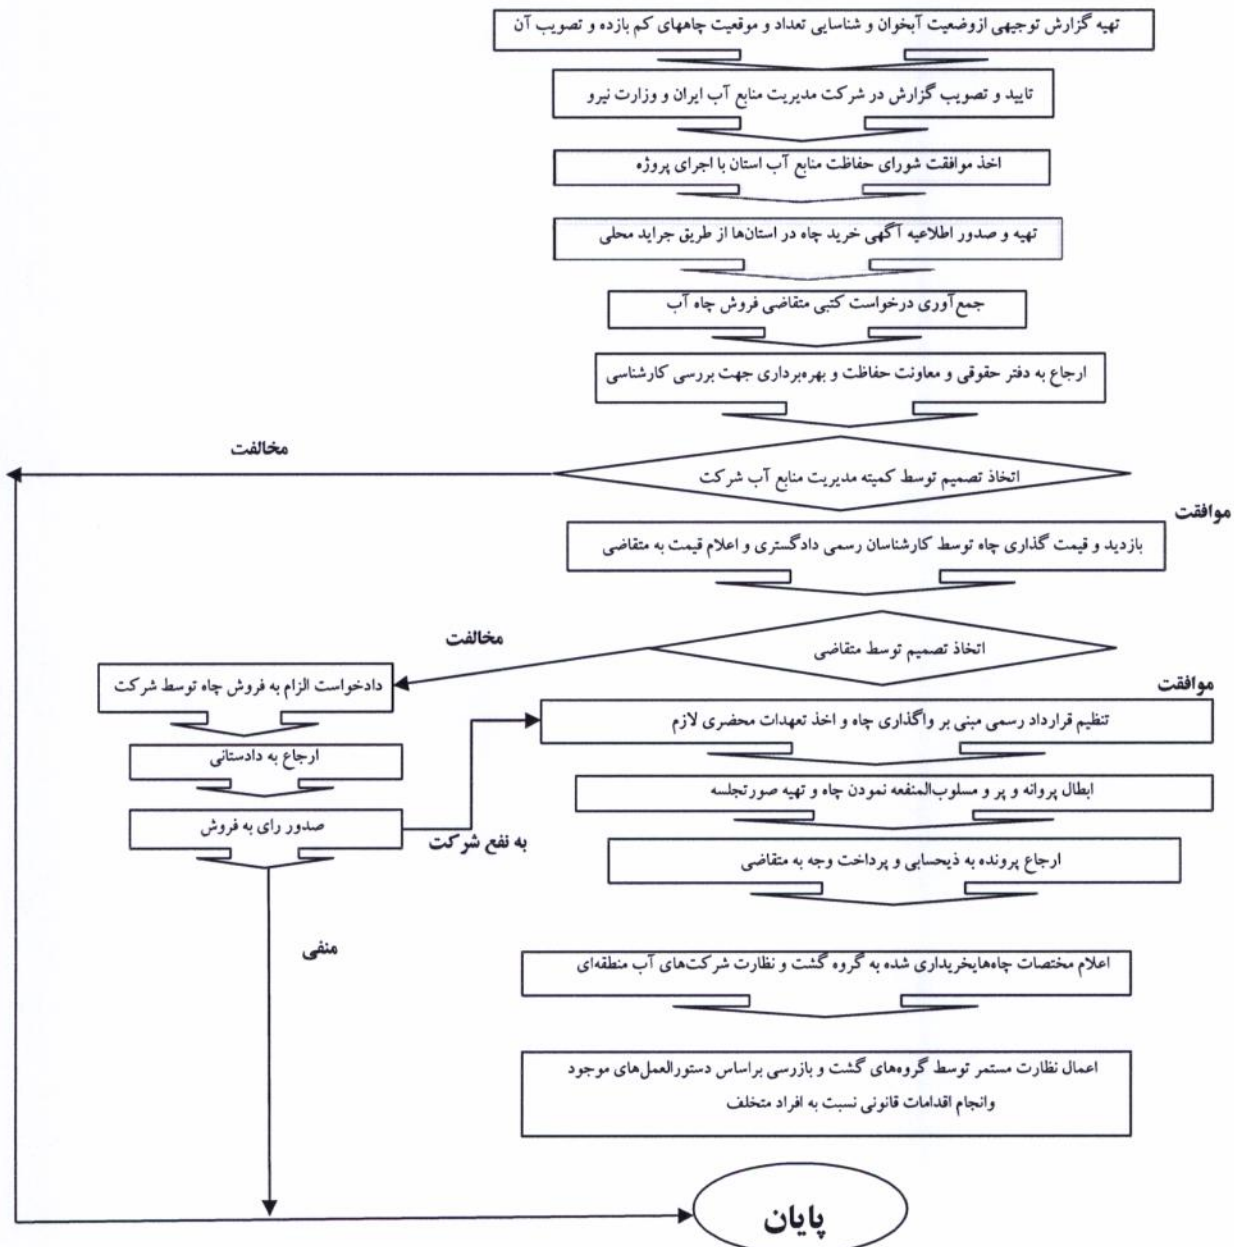 تهیه گزارش توجیهی ازوضعیت آبخوان و شناسایی تعداد و موقعیت چاههای کم بازده و تصویب آن
تایید و تصویب گزارش در شرکت مدیریت منابع آب ایران و وزارت نیرو
اخذ موافقت شورای حفاظت منابع آب استان با اجرای پروژه
تهیه و صدور اطلاعیه آگهی خرید چاه در استان‌ها از طریق جراید محلی
جمع‌آوری درخواست کتبی متقاضی فروش چاه آب
ارجاع به دفتر حقوقی و معاونت حفاظت و بهره‌برداری جهت بررسی کارشناسی
مخالفت
اتخاذ تصمیم توسط کمیته مدیریت منابع آب شرکت
موافقت
بازدید و قیمت گذاری چاه توسط کارشناسان رسمی دادگستری و اعلام قیمت به متقاضی
مخالفت
اتخاذ تصمیم توسط متقاضی
موافقت
دادخواست الزام به فروش چاه توسط شرکت
تنظیم قرارداد رسمی مبنی بر واگذاری چاه و اخذ تعهدات محضری لازم
ارجاع به دادستانی
ابطال پروانه و پر و مسلوب‌المنفعه نمودن چاه و تهیه صورتجلسه
صدور رای به فروش
به نفع شرکت
ارجاع پرونده به ذیحسابی و پرداخت وجه به متقاضی
منفی
اعلام مختصات چاه‌هایخریداری شده به گروه گشت و نظارت شرکت‌های آب منطقه‌ای
اعمال نظارت مستمر توسط گروه‌های گشت و بازرسی براساس دستورالعمل‌های موجود
وانجام اقدامات قانونی نسبت به افراد متخلف
پایان